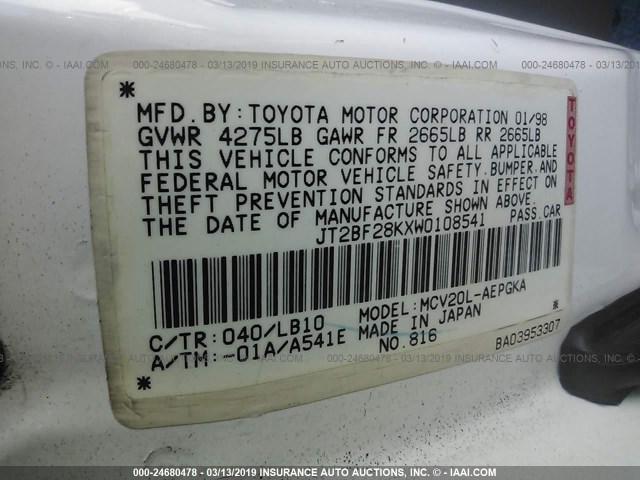 000-24680478 - 03/13/2019 INSURANCE AUTO AUCTIONS, INC. - © IAAI.COM
MFD. BY: TOYOTA MOTOR CORPORATION 01/98
GVWR 4275LB GAWR FR 2665LB RR 2665LB
THIS VEHICLE CONFORMS TO ALL APPLICABLE
FEDERAL MOTOR VEHICLE SAFETY, BUMPER, AND
THEFT PREVENTION STANDARDS IN EFFECT ON
THE DATE OF MANUFACTURE SHOWN ABOVE.
JT2BF28KXW0108541 PASS. CAR
TOYOTA
C/TR: 040/LB10 MODEL: MCV20L-AEPGKA
A/TM: -01A/A541E MADE IN JAPAN
NO. 816 BA03953307
000-24680478 - 03/13/2019 INSURANCE AUTO AUCTIONS, INC. - © IAAI.COM